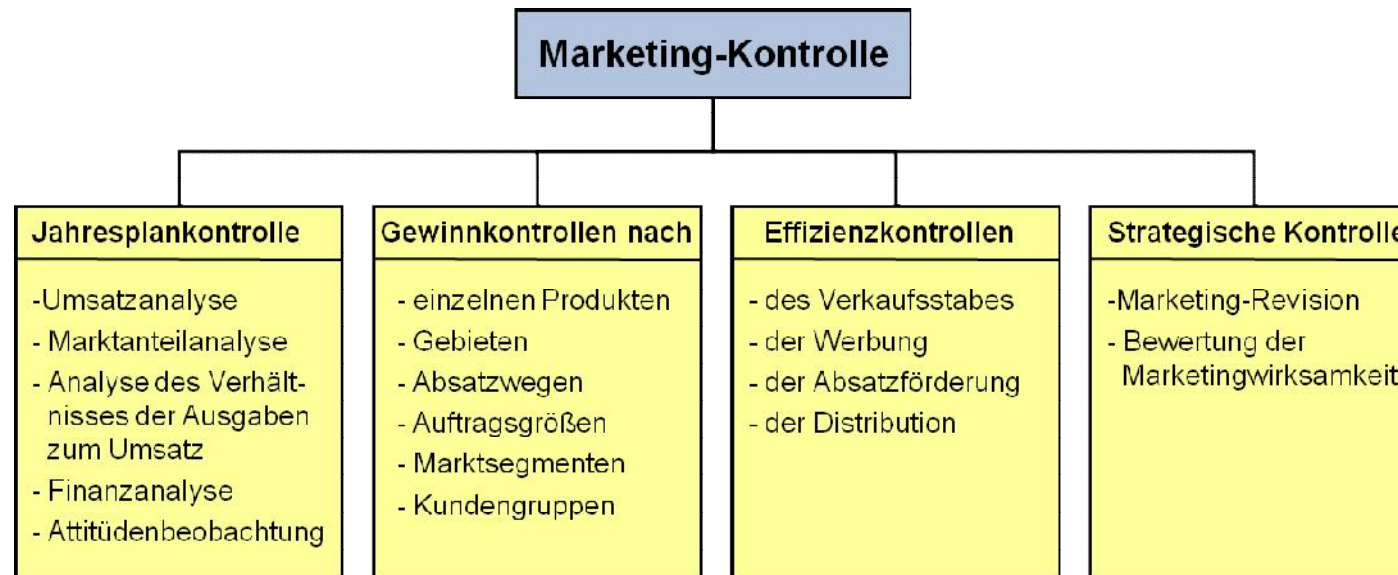 Marketing-Kontrolle
Jahresplankontrolle
-Umsatzanalyse
- Marktanteilanalyse
- Analyse des Verhält-
nisses der Ausgaben
zum Umsatz
- Finanzanalyse
- Attitüdenbeobachtung
Gewinnkontrollen nach
- einzelnen Produkten
- Gebieten
- Absatzwegen
- Auftragsgrößen
- Marktsegmenten
- Kundengruppen
Effizienzkontrollen
- des Verkaufsstabes
- der Werbung
- der Absatzförderung
- der Distribution
Strategische Kontrolle
-Marketing-Revision
- Bewertung der
Marketingwirksamkeit